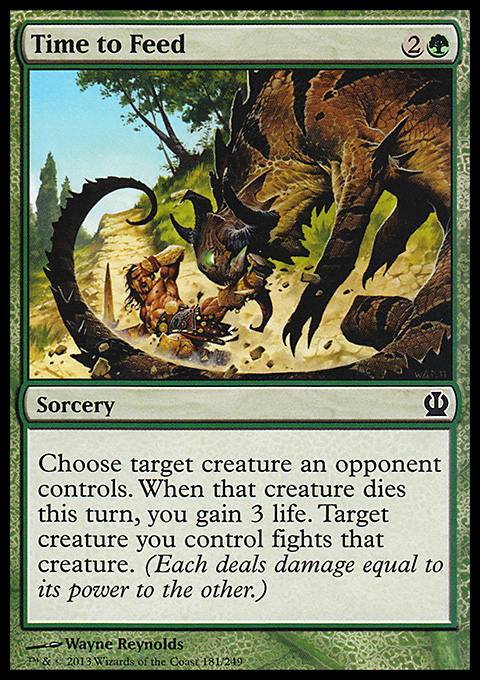 Time to Feed 2
Sorcery
Choose target creature an opponent
controls. When that creature dies
this turn, you gain 3 life. Target
creature you control fights that
creature. (Each deals damage equal to
its power to the other.)
Wayne Reynolds
™ & © 2013 Wizards of the Coast 181/249